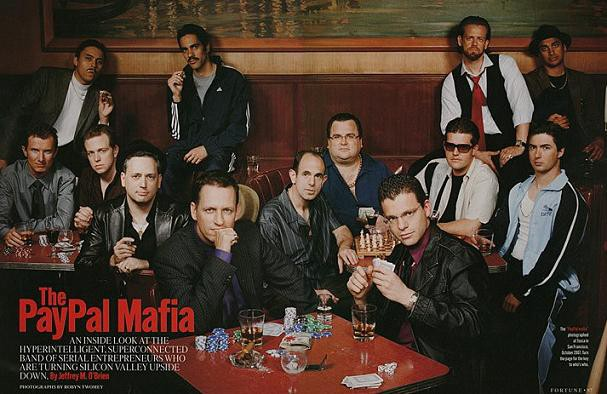 The
PayPal Mafia
AN INSIDE LOOK AT THE
HYPERINTELLIGENT, SUPERCONNECTED
BAND OF SERIAL ENTREPRENEURS WHO
ARE TURNING SILICON VALLEY UPSIDE
DOWN. By Jeffrey M. O'Brien
PHOTOGRAPHS BY ROBYN TWOMEY
The "PayPal mafia"
photographed
at Tosca in
San Francisco,
October 2007. Turn
the page for the key
to who's who.
FORTUNE